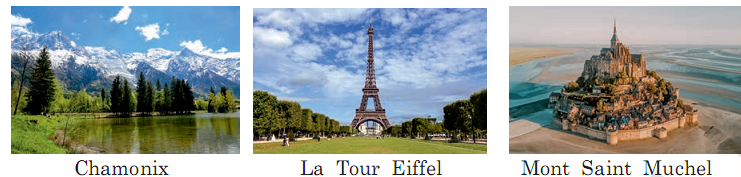 Chamonix
La Tour Eiffel
Mont Saint Muchel